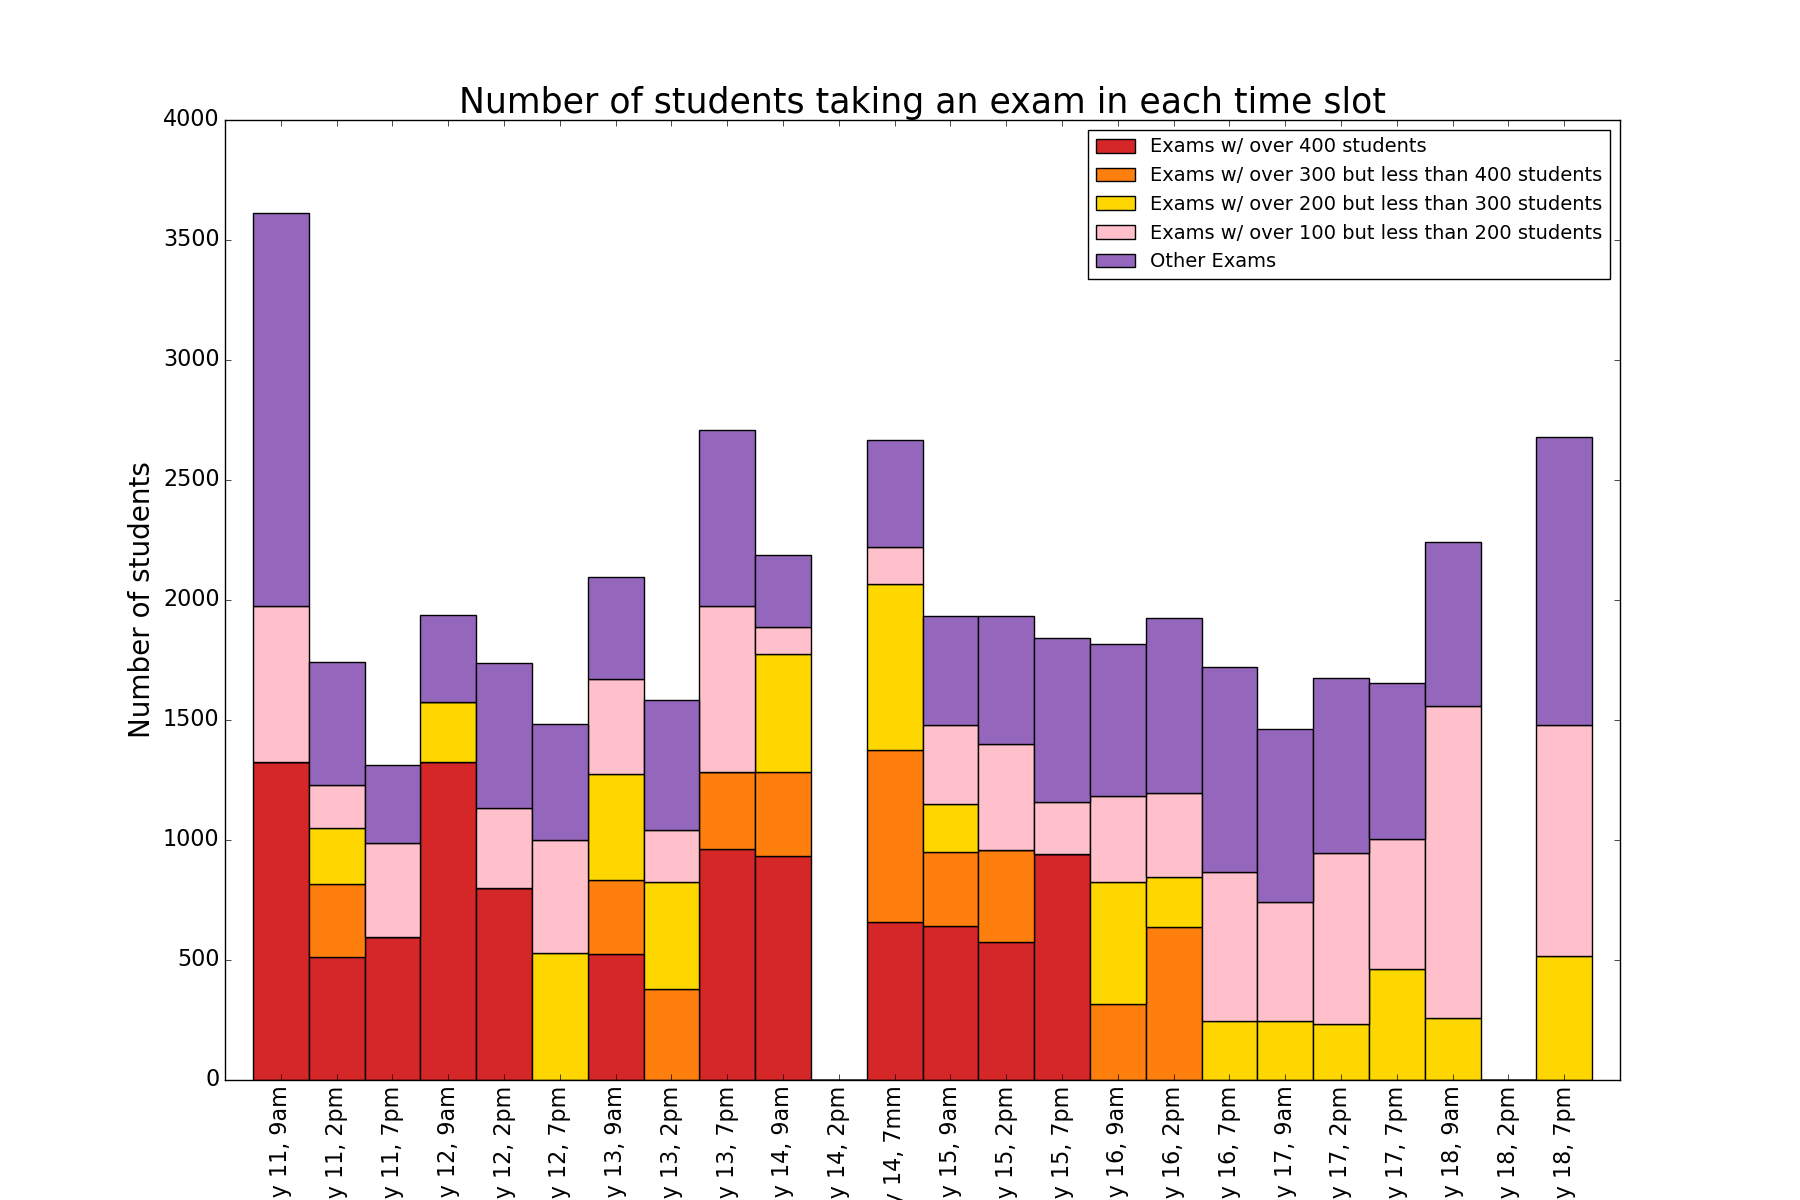 Number of students taking an exam in each time slot
Exams w/ over 400 students
Exams w/ over 300 but less than 400 students
Exams w/ over 200 but less than 300 students
Exams w/ over 100 but less than 200 students
Other Exams
Number of students
4000
3500
3000
2500
2000
1500
1000
500
0
y 11, 9am
y 11, 2pm
y 11, 7pm
y 12, 9am
y 12, 2pm
y 12, 7pm
y 13, 9am
y 13, 2pm
y 13, 7pm
y 14, 9am
y 14, 2pm
y 14, 7mm
y 15, 9am
y 15, 2pm
y 15, 7pm
y 16, 9am
y 16, 2pm
y 16, 7pm
y 17, 9am
y 17, 2pm
y 17, 7pm
y 18, 9am
y 18, 2pm
y 18, 7pm